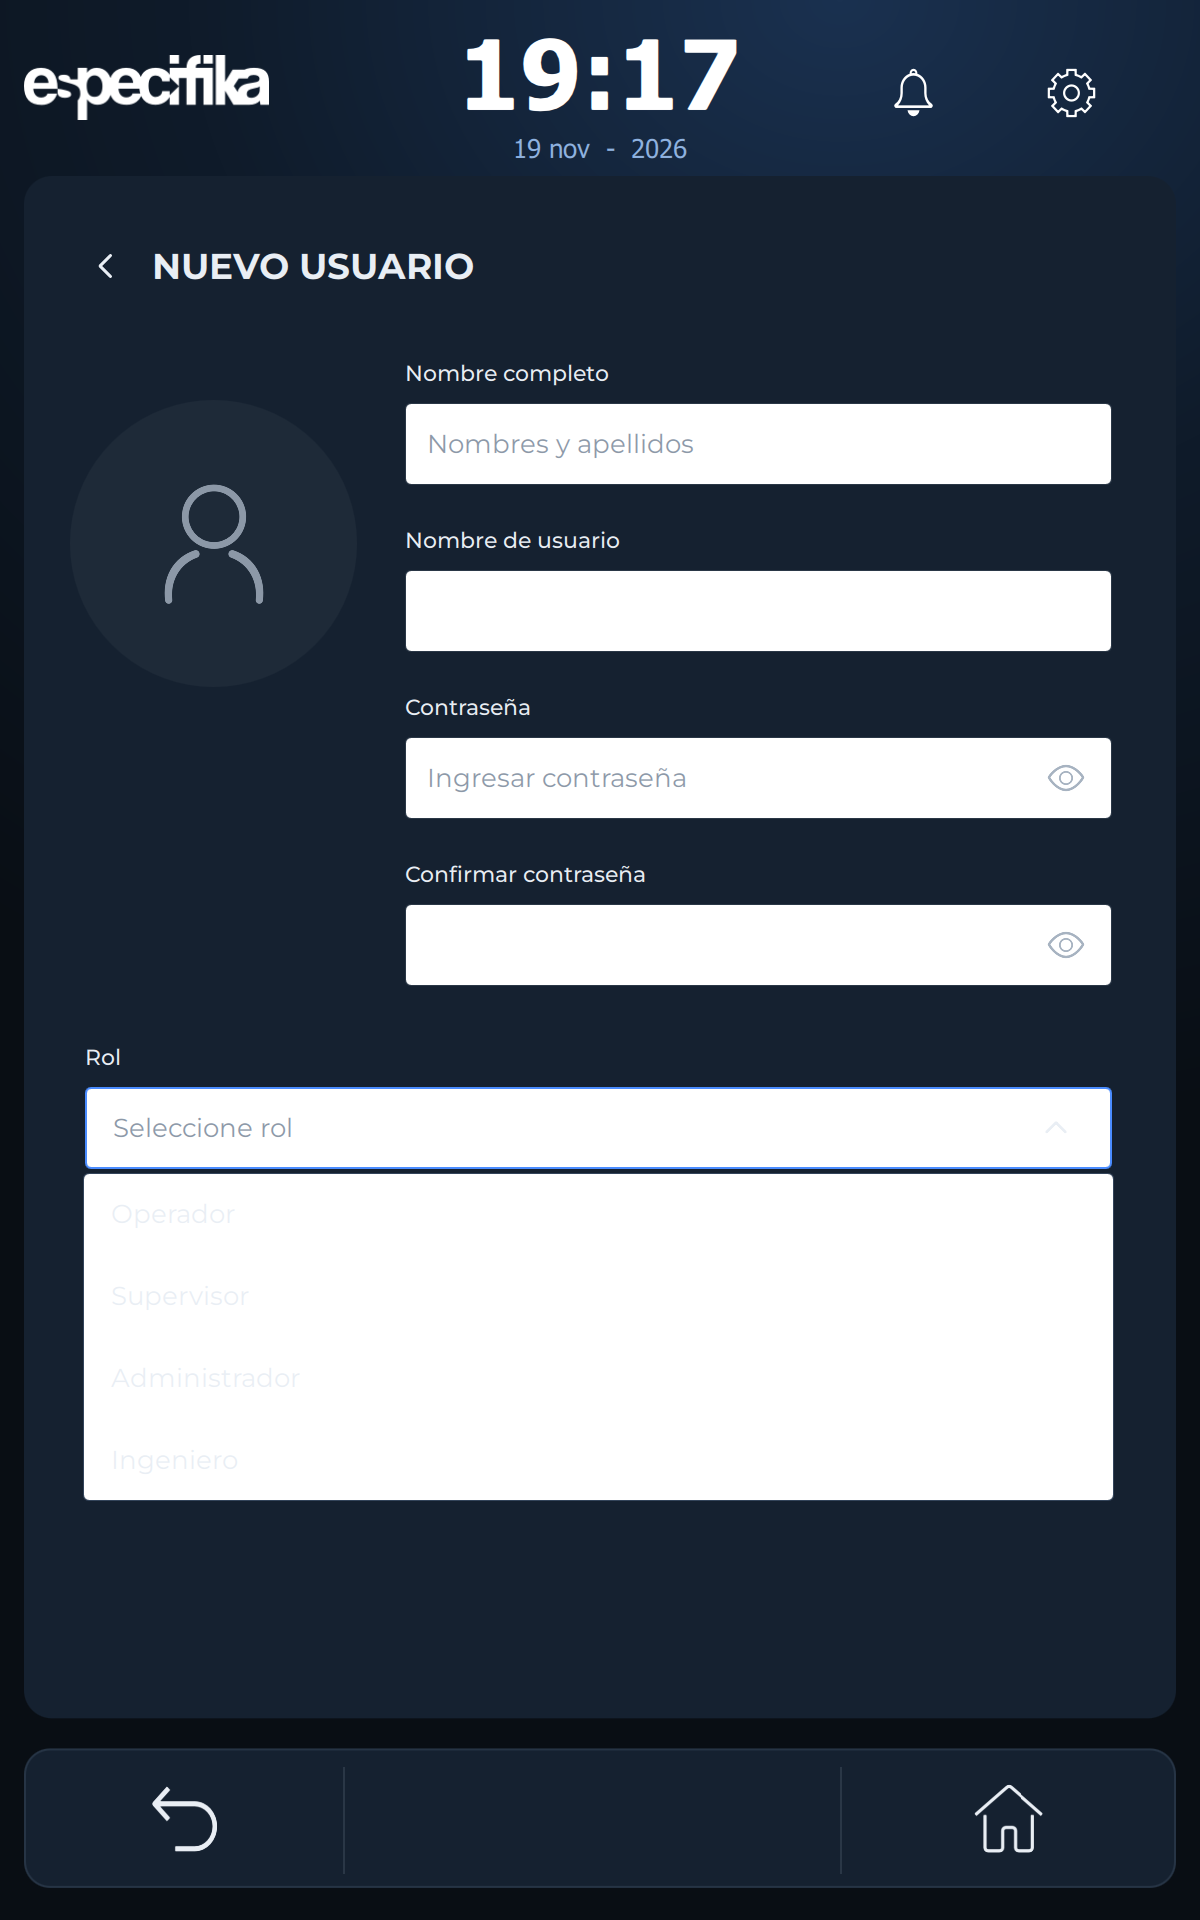 especifika
19:17
19 nov - 2026
NUEVO USUARIO
Nombre completo
Nombres y apellidos
Nombre de usuario
Contraseña
Ingresar contraseña
Confirmar contraseña
Rol
Seleccione rol
Operador
Supervisor
Administrador
Ingeniero